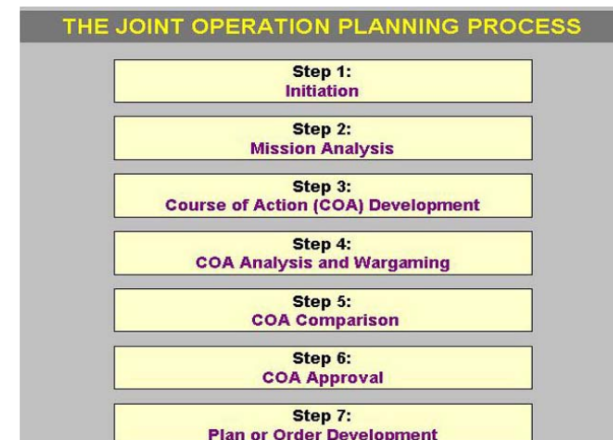 THE JOINT OPERATION PLANNING PROCESS
Step 1:
Initiation
Step 2:
Mission Analysis
Step 3:
Course of Action (COA) Development
Step 4:
COA Analysis and Wargaming
Step 5:
COA Comparison
Step 6:
COA Approval
Step 7:
Plan or Order Development